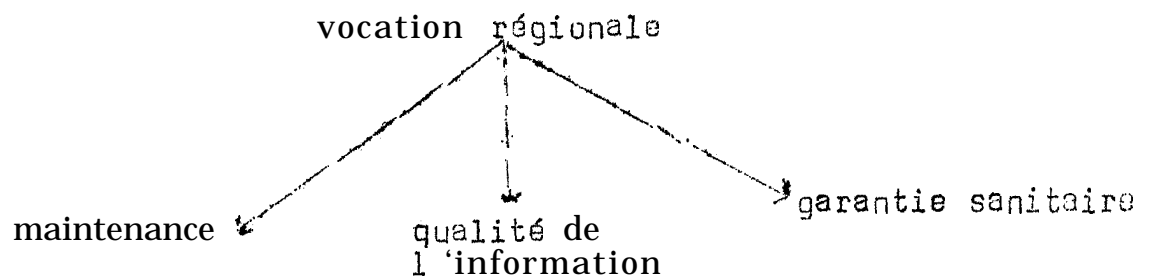 vocation régionale
maintenance
qualité de
l'information
garantie sanitaire